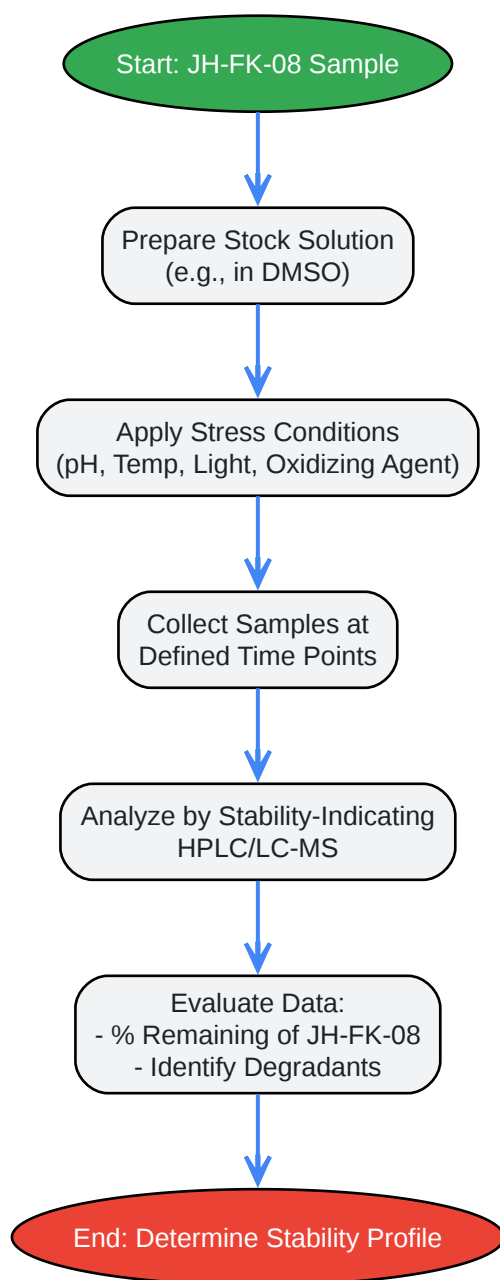 Start: JH-FK-08 Sample
Prepare Stock Solution
(e.g., in DMSO)
Apply Stress Conditions
(pH, Temp, Light, Oxidizing Agent)
Collect Samples at
Defined Time Points
Analyze by Stability-Indicating
HPLC/LC-MS
Evaluate Data:
- % Remaining of JH-FK-08
- Identify Degradants
End: Determine Stability Profile